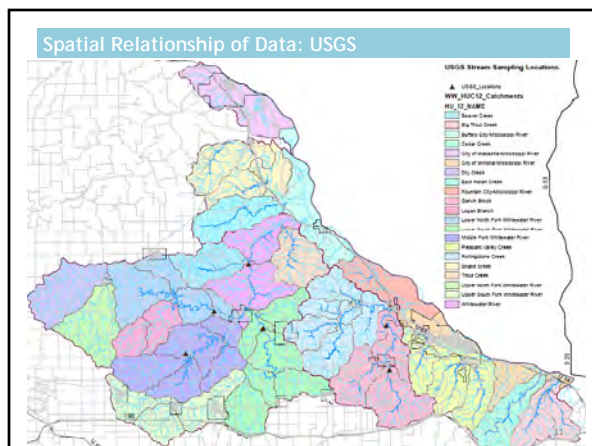 Spatial Relationship of Data: USGS
USGS Stream Sampling Locations
USGS_Locations
WW_HUC12_Catchments
HU_12_NAME
Beaver Creek
Big Trout Creek
Buffalo City-Mississippi River
Cedar Creek
City of Wabasha-Mississippi River
City of Winona-Mississippi River
Dry Creek
East Indian Creek
Fountain City-Mississippi River
Garvin Brook
Logan Branch
Lower North Fork Whitewater River
Lower South Fork Whitewater River
Middle Fork Whitewater River
Pleasant Valley Creek
Rollingstone Creek
Snake Creek
Trout Creek
Upper North Fork Whitewater River
Upper South Fork Whitewater River
Whitewater River
I 90
11